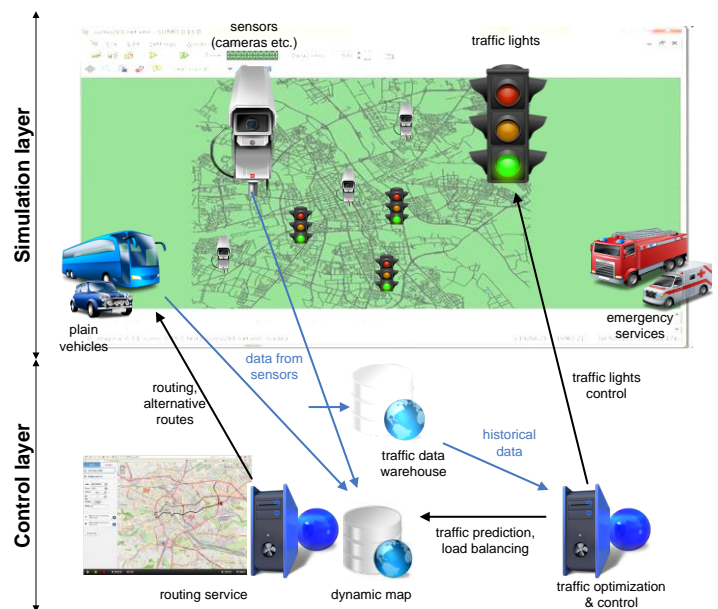 sensors
(cameras etc.)
traffic lights
Simulation layer
plain
vehicles
emergency
services
data from
sensors
routing,
alternative
routes
traffic lights
control
Control layer
traffic data
warehouse
historical
data
traffic prediction,
load balancing
routing service
dynamic map
traffic optimization
& control